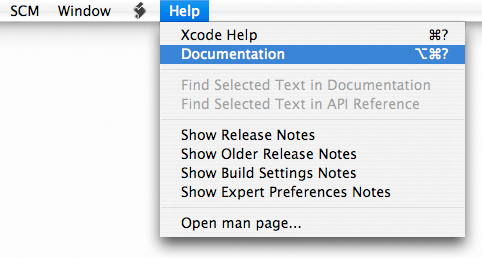 SCM Window Help
Xcode Help ⌘?
Documentation ⌥⌘?
Find Selected Text in Documentation
Find Selected Text in API Reference
Show Release Notes
Show Older Release Notes
Show Build Settings Notes
Show Expert Preferences Notes
Open man page...